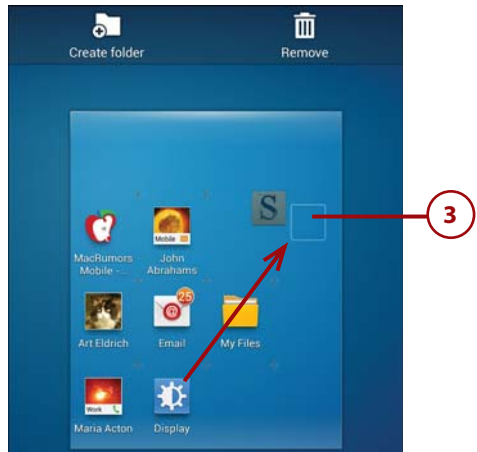 Create folder
Remove
S
3
Mobile
MacRumors
Mobile -...
John
Abrahams
25
@
Art Eldrich
Email
My Files
Work
Maria Acton
Display